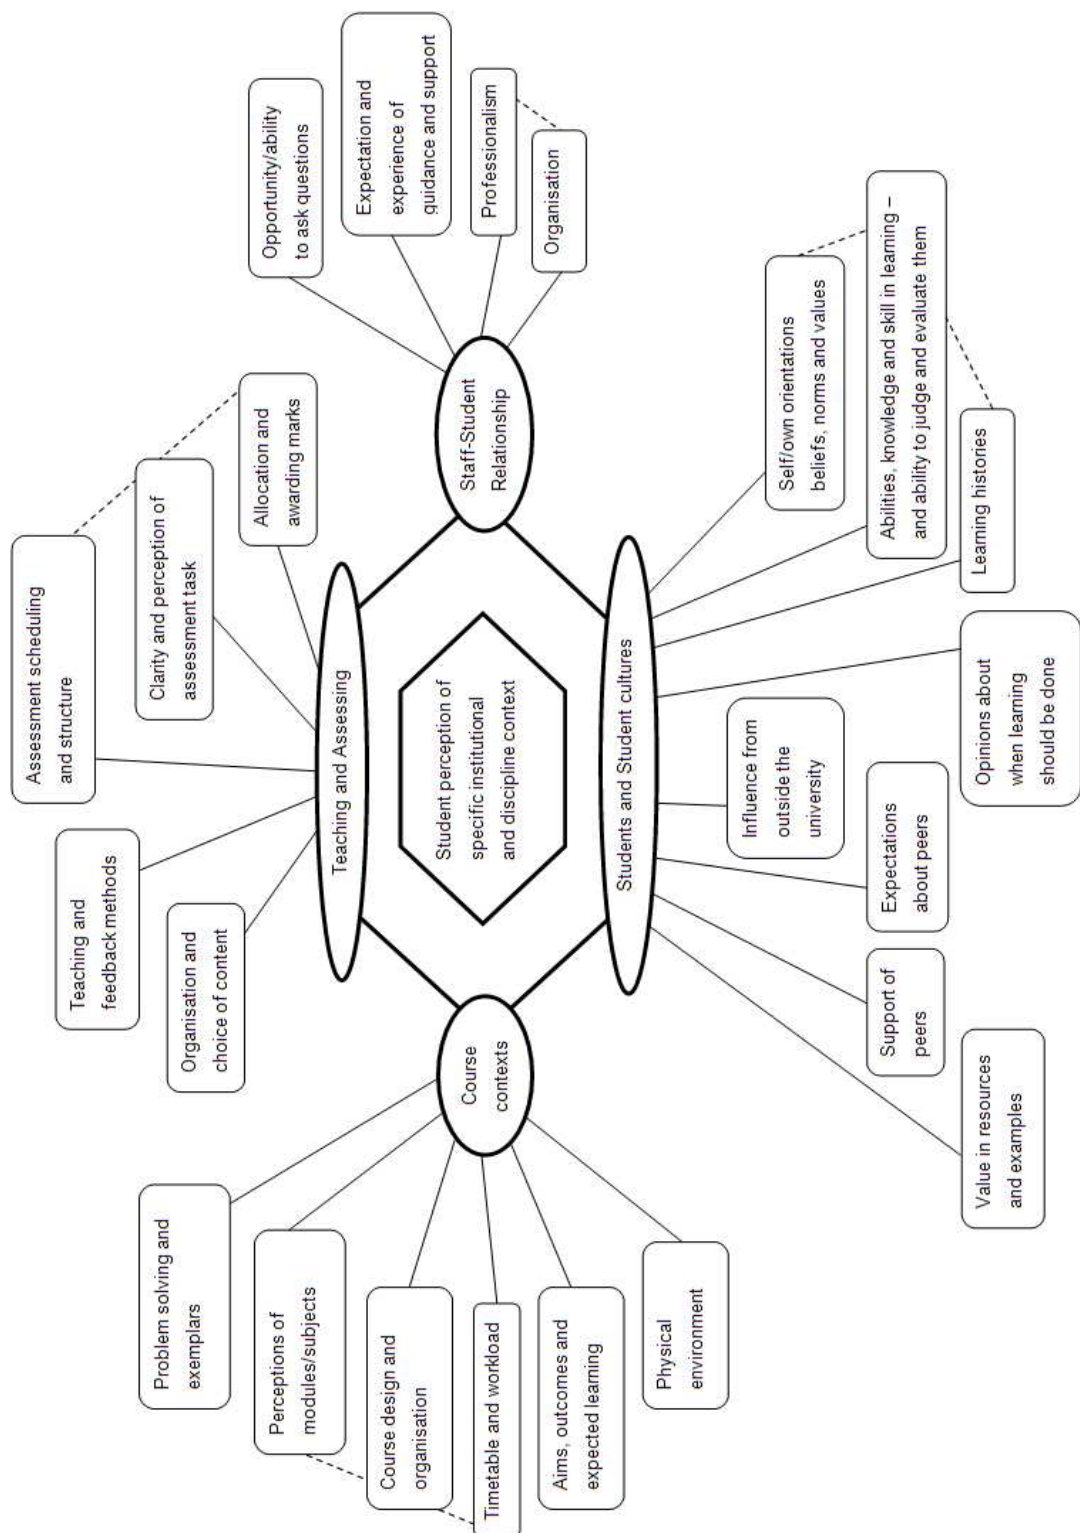 Assessment scheduling
and structure
Teaching and
feedback methods
Clarity and perception of
assessment task
Organisation and
choice of content
Allocation and
awarding marks
Teaching and Assessing
Problem solving and
exemplars
Perceptions of
modules/subjects
Course design and
organisation
Timetable and workload
Aims, outcomes and
expected learning
Physical
environment
Course
contexts
Student perception of
specific institutional
and discipline context
Staff-Student
Relationship
Opportunity/ability
to ask questions
Expectation and
experience of
guidance and support
Professionalism
Organisation
Students and Student cultures
Value in resources
and examples
Support of
peers
Expectations
about peers
Influence from
outside the
university
Opinions about
when learning
should be done
Learning histories
Abilities, knowledge and skill in learning –
and ability to judge and evaluate them
Self/own orientations
beliefs, norms and values